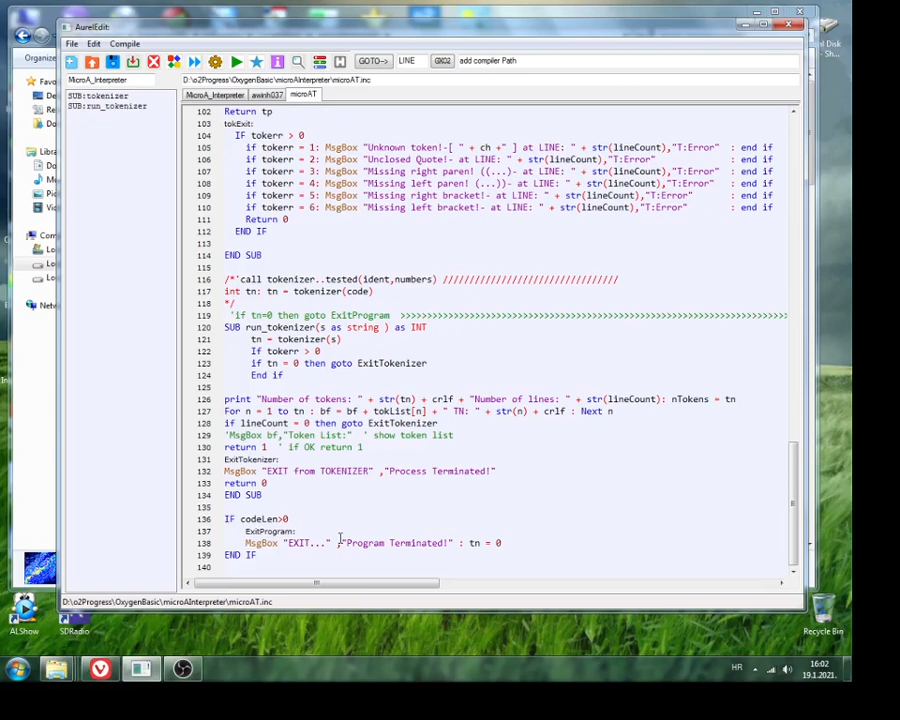 AurelEdit:
File Edit Compile
GOTO--> LINE GKO2 add compiler Path
MicroA_Interpreter D:\o2Progress\OxygenBasic\microAInterpreter\microAT.inc
MicroA_Interpreter awinh037 microAT
SUB:tokenizer
SUB:run_tokenizer
102 Return tp
103 tokExit:
104 IF tokerr > 0
105 if tokerr = 1: MsgBox "Unknown token!-[ " + ch +" ] at LINE: " + str(lineCount),"T:Error" : end if
106 if tokerr = 2: MsgBox "Unclosed Quote!- at LINE: " + str(lineCount),"T:Error" : end if
107 if tokerr = 3: MsgBox "Missing right paren! ((...)- at LINE: " + str(lineCount),"T:Error" : end if
108 if tokerr = 4: MsgBox "Missing left paren! (...))- at LINE: " + str(lineCount),"T:Error" : end if
109 if tokerr = 5: MsgBox "Missing right bracket!- at LINE: " + str(lineCount),"T:Error" : end if
110 if tokerr = 6: MsgBox "Missing left bracket!- at LINE: " + str(lineCount),"T:Error" : end if
111 Return 0
112 END IF
113
114 END SUB
115
116 /*'call tokenizer..tested(ident,numbers) /////////////////////////////////
117 int tn: tn = tokenizer(code)
118 */
119 'if tn=0 then goto ExitProgram >>>>>>>>>>>>>>>>>>>>>>>>>>>>>>>>>>>>>>>>>>>>>>>>>>>>>>>>>>>>>>>>>>>>>>>>>>
120 SUB run_tokenizer(s as string ) as INT
121 tn = tokenizer(s)
122 If tokerr > 0
123 if tn = 0 then goto ExitTokenizer
124 End if
125
126 print "Number of tokens: " + str(tn) + crlf + "Number of lines: " + str(lineCount): nTokens = tn
127 For n = 1 to tn : bf = bf + tokList[n] + " TN: " + str(n) + crlf : Next n
128 if lineCount = 0 then goto ExitTokenizer
129 'MsgBox bf,"Token List:" ' show token list
130 return 1 ' if OK return 1
131 ExitTokenizer:
132 MsgBox "EXIT from TOKENIZER" ,"Process Terminated!"
133 return 0
134 END SUB
135
136 IF codeLen>0
137 ExitProgram:
138 MsgBox "EXIT..." ,"Program Terminated!" : tn = 0
139 END IF
140
D:\o2Progress\OxygenBasic\microAInterpreter\microAT.inc
Organize
ALShow
SDRadio
Recycle Bin
HR
16:02
19.1.2021.